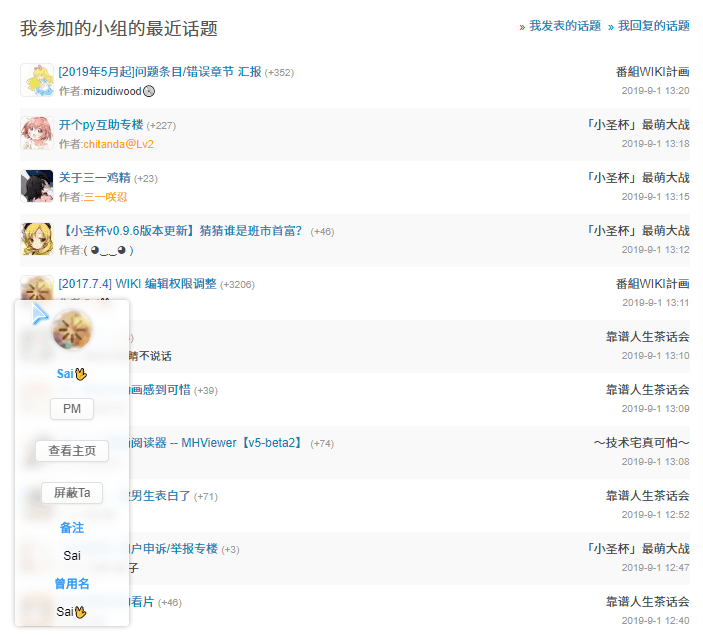 我参加的小组的最近话题
» 我发表的话题 » 我回复的话题
[2019年5月起]问题条目/错误章节 汇报 (+352)
番組WIKI計画
作者:mizudiwood
2019-9-1 13:20
开个py互助专楼 (+227)
「小圣杯」最萌大战
作者:chitanda@Lv2
2019-9-1 13:18
关于三一鸡精 (+23)
「小圣杯」最萌大战
作者:三一咲忍
2019-9-1 13:15
【小圣杯v0.9.6版本更新】猜猜谁是班市首富? (+46)
「小圣杯」最萌大战
作者:( ◕‿‿◕ )
2019-9-1 13:12
[2017.7.4] WIKI 编辑权限调整 (+3206)
番組WIKI計画
2019-9-1 13:11
靠谱人生茶话会
睛不说话
2019-9-1 13:10
画感到可惜 (+39)
靠谱人生茶话会
2019-9-1 13:09
阅读器 -- MHViewer【v5-beta2】 (+74)
～技术宅真可怕～
2019-9-1 13:08
男生表白了 (+71)
靠谱人生茶话会
2019-9-1 12:52
户申诉/举报专楼 (+3)
「小圣杯」最萌大战
子
2019-9-1 12:47
看片 (+46)
靠谱人生茶话会
2019-9-1 12:40
Sai
PM
查看主页
屏蔽Ta
备注
Sai
曾用名
Sai